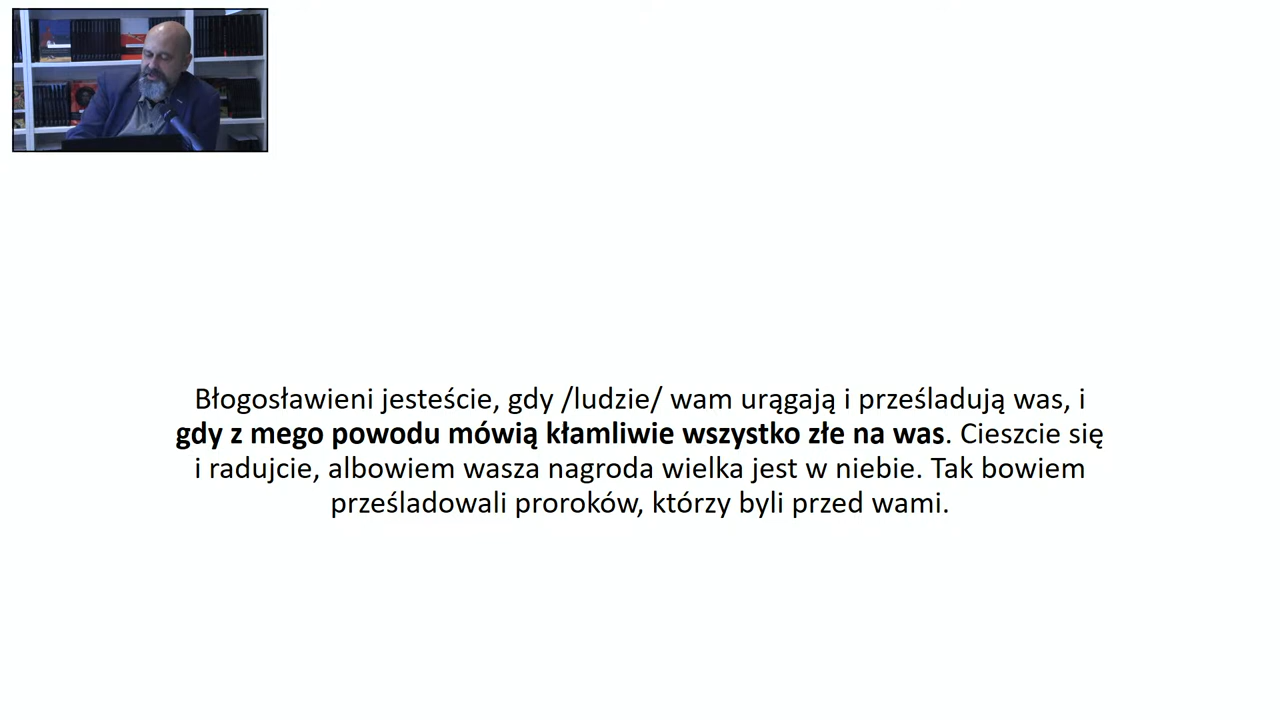 Błogosławieni jesteście, gdy /ludzie/ wam urągają i prześladują was, i
gdy z mego powodu mówią kłamliwie wszystko złe na was. Cieszcie się
i radujcie, albowiem wasza nagroda wielka jest w niebie. Tak bowiem
prześladowali proroków, którzy byli przed wami.